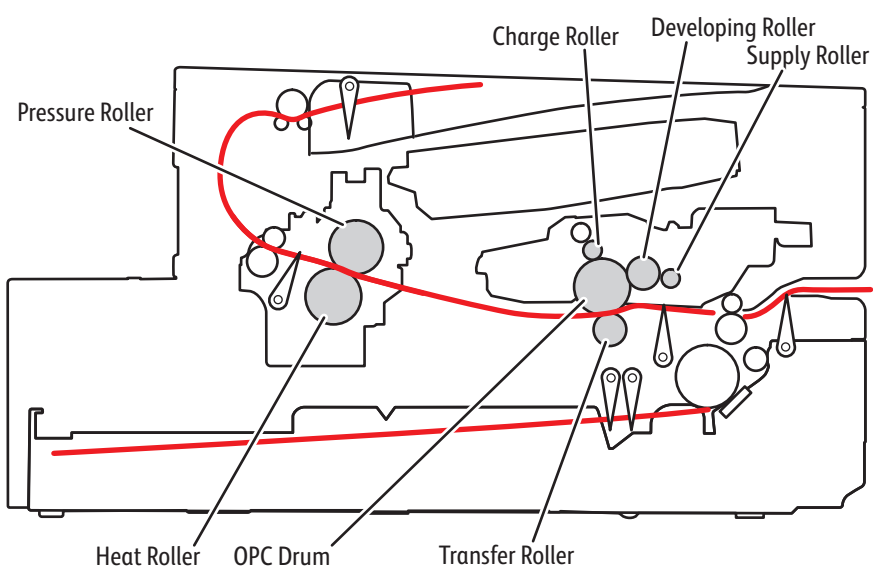 Charge Roller
Developing Roller
Supply Roller
Pressure Roller
Heat Roller
OPC Drum
Transfer Roller